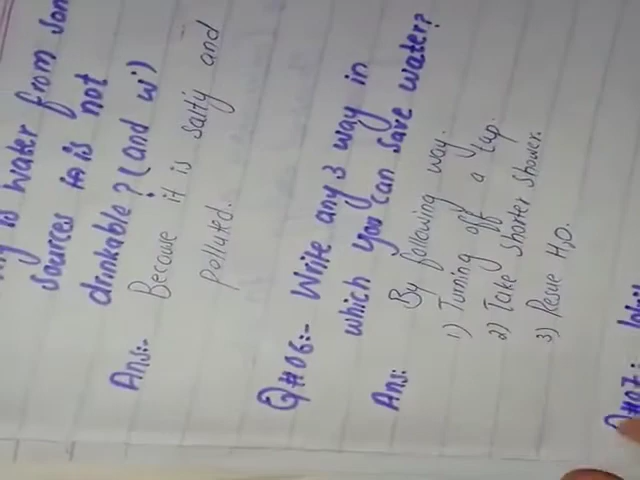 is water from som
sources to is not
drinkable? (and w')
Ans:- Because it is salty and
polluted.
Q#06:- Write any 3 way in
which you can save water?
Ans: By following way.
1) Turning off a tap.
2) Take Shorter Shower.
3) Resue H2O.
Q#07: